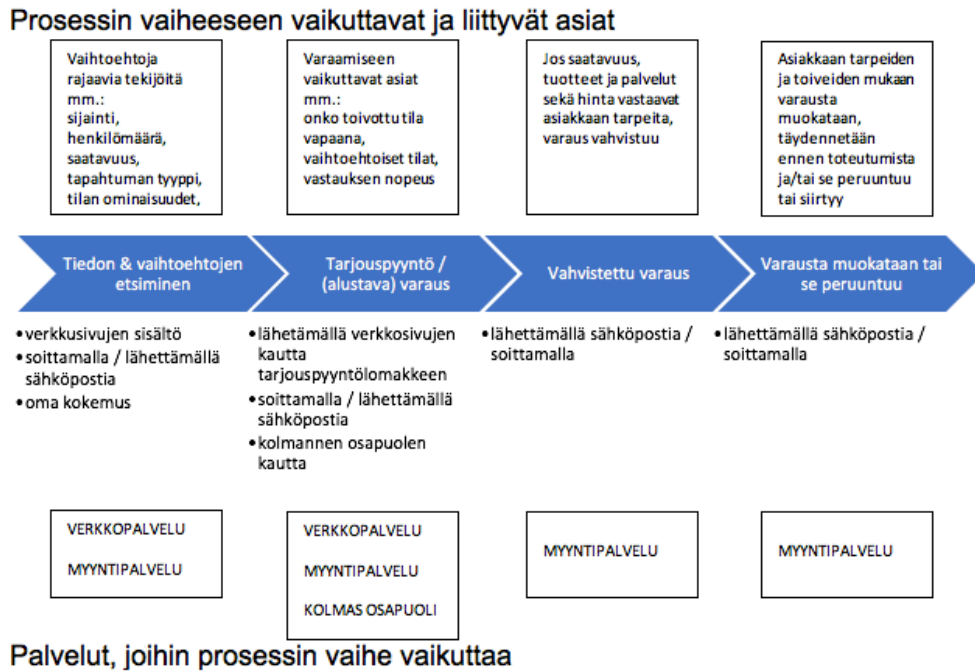 Prosessin vaiheeseen vaikuttavat ja liittyvät asiat
Vaihtoehtoja
rajaavia tekijöitä
mm.:
sijainti,
henkilömäärä,
saatavuus,
tapahtuman tyyppi,
tilan ominaisuudet,
Varaamiseen
vaikuttavat asiat
mm.:
onko toivottu tila
vapaana,
vaihtoehtoiset tilat,
vastauksen nopeus
Jos saatavuus,
tuotteet ja palvelut
sekä hinta vastaavat
asiakkaan tarpeita,
varaus vahvistuu
Asiakkaan tarpeiden
ja toiveiden mukaan
varausta
muokataan,
täydennetään
ennen toteutumista
ja/tai se peruuntuu
tai siirtyy
Tiedon & vaihtoehtojen
etsiminen
Tarjouspyyntö /
(alustava) varaus
Vahvistettu varaus
Varausta muokataan tai
se peruuntuu
•verkkusivujen sisältö
•soittamalla / lähettämällä
sähköpostia
•oma kokemus
•lähetämällä verkkosivujen
kautta
tarjouspyyntölomakkeen
•soittamalla / lähettämällä
sähköpostia
•kolmannen osapuolen
kautta
•lähettämällä sähköpostia /
soittamalla
•lähettämällä sähköpostia /
soittamalla
VERKKOPALVELU
MYYNTIPALVELU
VERKKOPALVELU
MYYNTIPALVELU
KOLMAS OSAPUOLI
MYYNTIPALVELU
MYYNTIPALVELU
Palvelut, joihin prosessin vaihe vaikuttaa